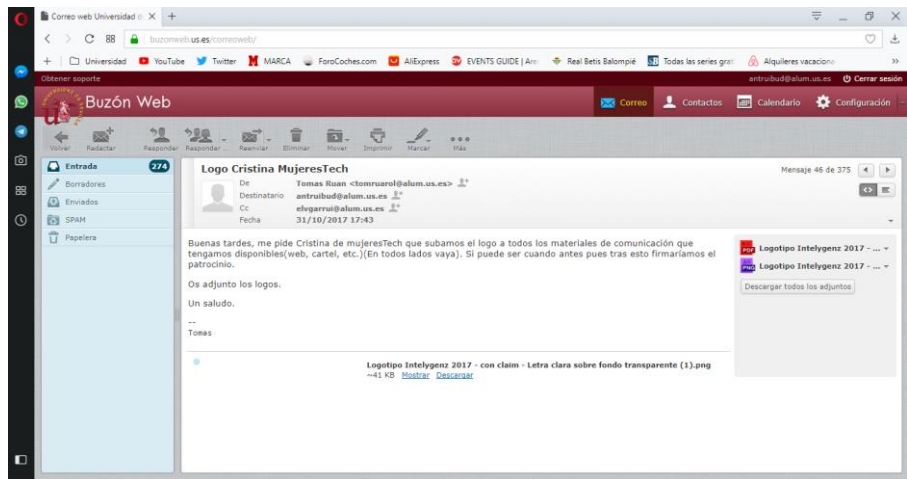 Correo web Universidad d
buzonweb.us.es/correoweb/
Universidad YouTube Twitter MARCA ForoCoches.com AliExpress EVENTS GUIDE | Are Real Betis Balompié Todas las series grat Alquileres vacaciona
Obtener soporte antruibud@alum.us.es Cerrar sesión
Buzón Web Correo Contactos Calendario Configuración
Volver Redactar Responder Responder ... Reenviar Eliminar Mover Imprimir Marcar Más
Entrada 274
Borradores
Enviados
SPAM
Papelera
Logo Cristina MujeresTech Mensaje 46 de 375
De Tomas Ruan <tomruarol@alum.us.es>
Destinatario antruibud@alum.us.es
Cc elvgarrui@alum.us.es
Fecha 31/10/2017 17:43
Buenas tardes, me pide Cristina de mujeresTech que subamos el logo a todos los materiales de comunicación que
tengamos disponibles(web, cartel, etc.)(En todos lados vaya). Si puede ser cuando antes pues tras esto firmaríamos el
patrocinio.
Os adjunto los logos.
Un saludo.
--
Tomas
Logotipo Intelygenz 2017 - con claim - Letra clara sobre fondo transparente (1).png
~41 KB Mostrar Descargar
PDF Logotipo Intelygenz 2017 - ...
PNG Logotipo Intelygenz 2017 - ...
Descargar todos los adjuntos